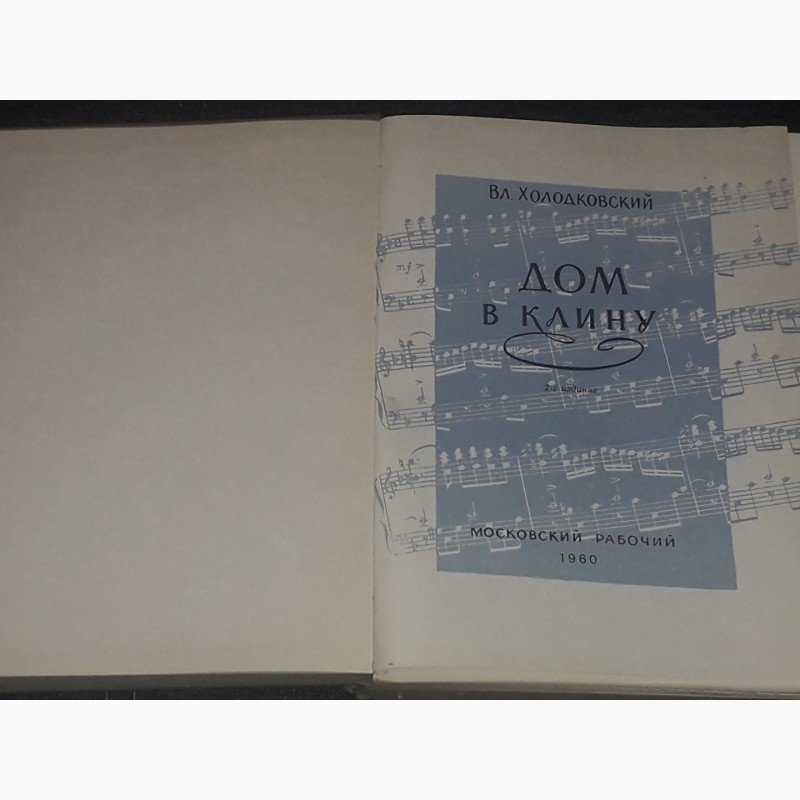 Вл. Холодковский
ДОМ
В КЛИНУ
2-е издание
МОСКОВСКИЙ РАБОЧИЙ
1960